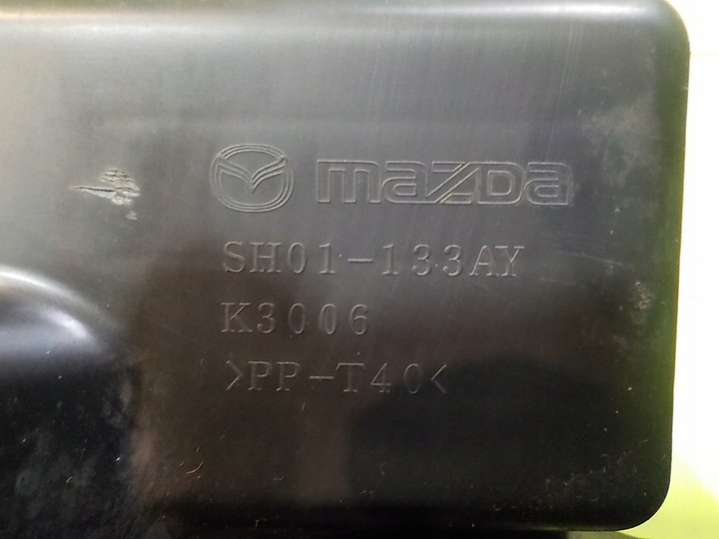 mazda
SH01-133AY
K3006
>PP-T40<